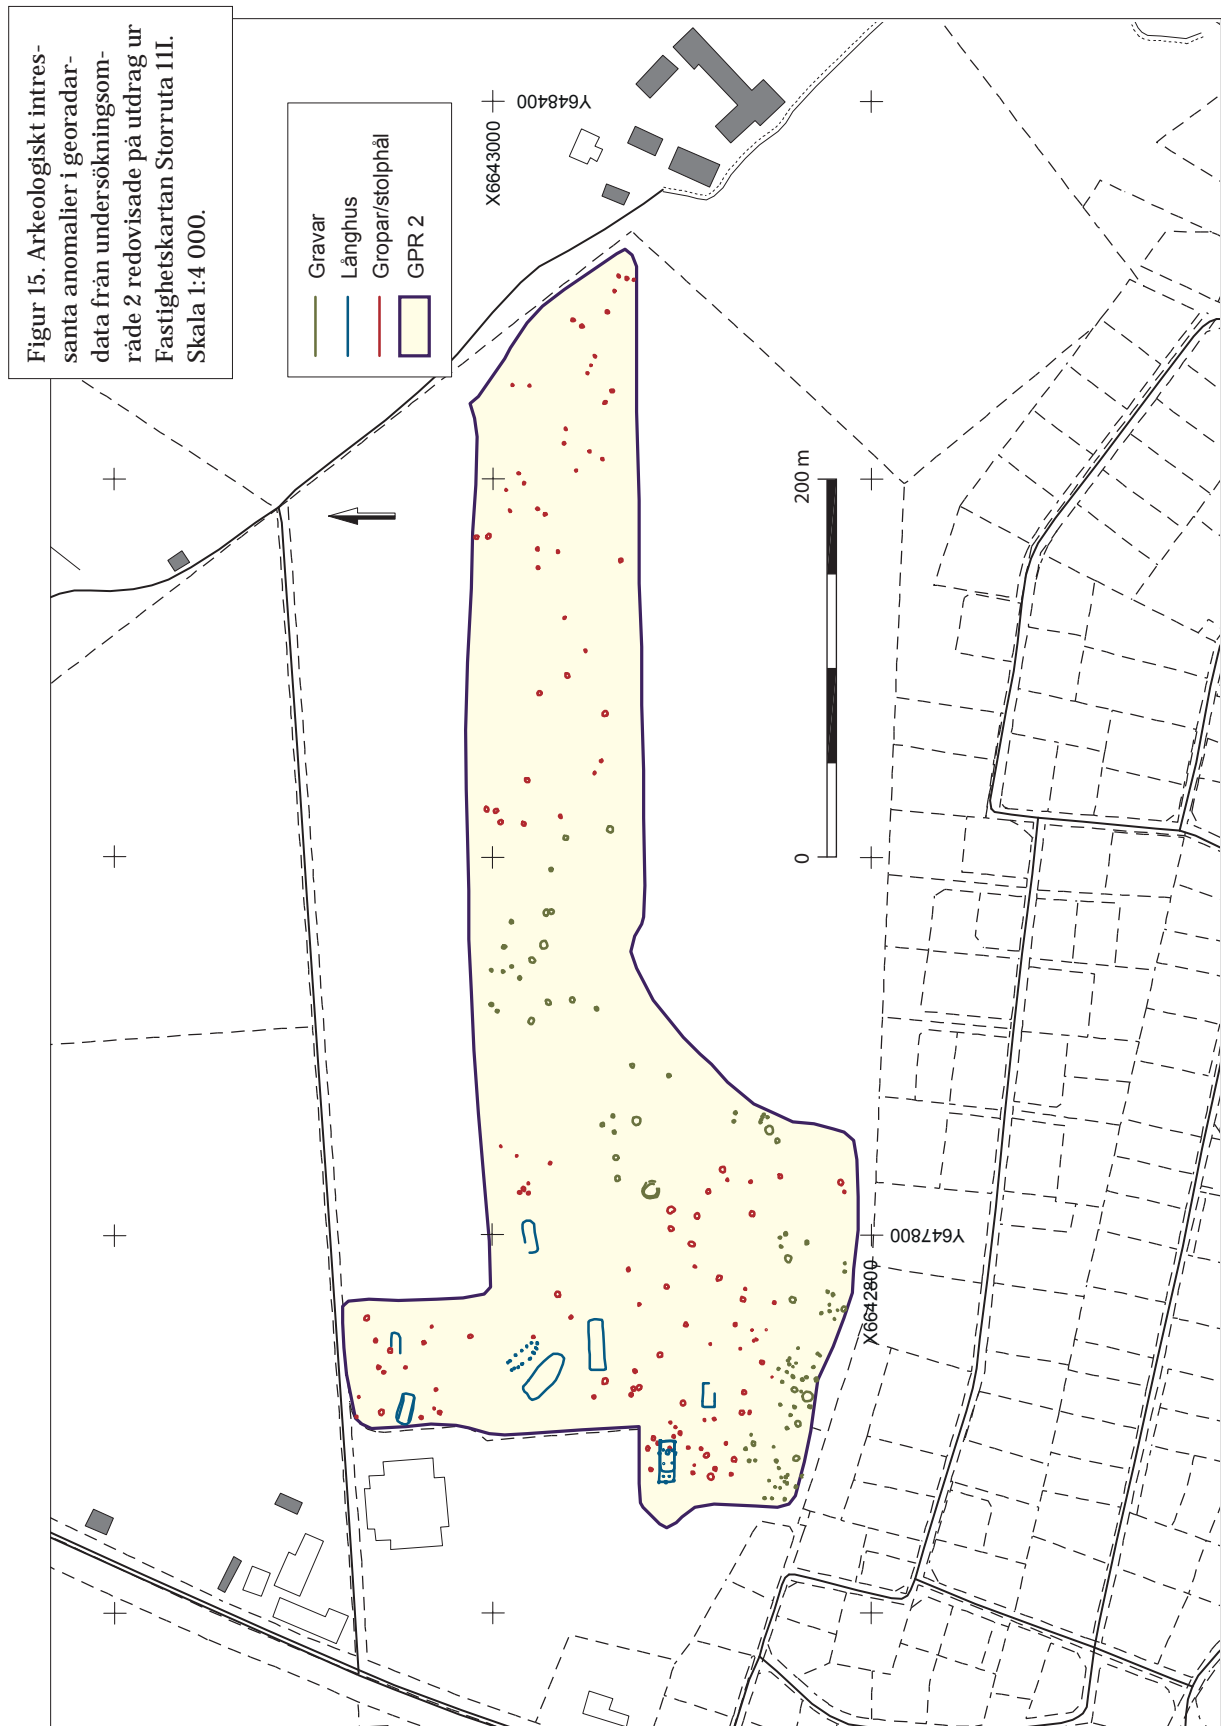 Figur 15. Arkeologiskt intres-
santa anomalier i georadar-
data från undersökningsom-
råde 2 redovisade på utdrag ur
Fastighetskartan Storruta 11I.
Skala 1:4 000.
Gravar
Långhus
Gropar/stolphål
GPR 2
X6643000
Y648400
0
200 m
X6642800
Y647800